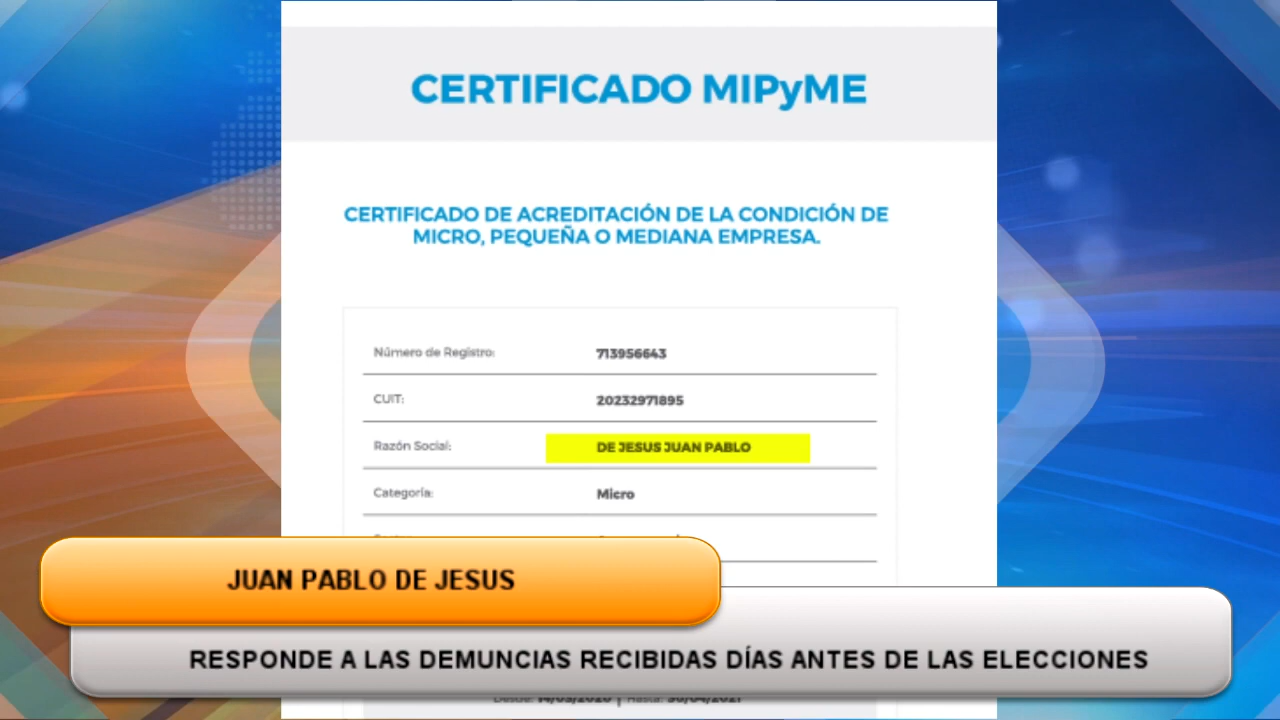 CERTIFICADO MIPyME
CERTIFICADO DE ACREDITACIÓN DE LA CONDICIÓN DE
MICRO, PEQUEÑA O MEDIANA EMPRESA.
Número de Registro: 713956643
CUIT: 20232971895
Razón Social: DE JESUS JUAN PABLO
Categoría: Micro
JUAN PABLO DE JESUS
RESPONDE A LAS DEMUNCIAS RECIBIDAS DÍAS ANTES DE LAS ELECCIONES
Desde: | Hasta: